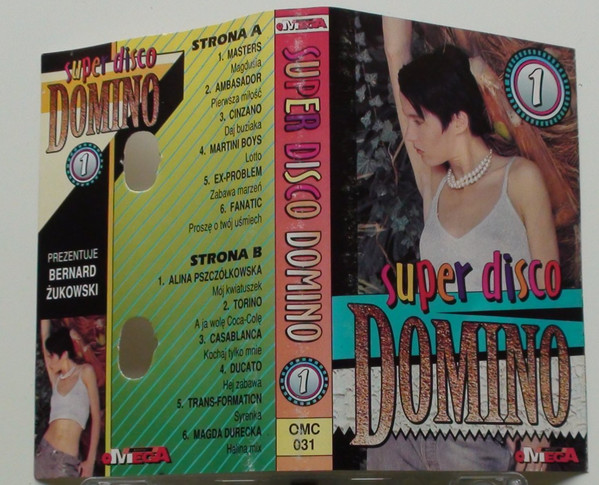 super disco
DOMINO
1
PREZENTUJE
BERNARD
ŻUKOWSKI
STRONA A
1. MASTERS
Magdusia
2. AMBASADOR
Pierwsza miłość
3. CINZANO
Daj buziaka
4. MARTINI BOYS
Lotto
5. EX-PROBLEM
Zabawa marzeń
6. FANATIC
Proszę o twój uśmiech
STRONA B
1. ALINA PSZCZÓŁKOWSKA
Mój kwiatuszek
2. TORINO
A ja wolę Coca-Colę
3. CASABLANCA
Kochaj tylko mnie
4. DUCATO
Hej zabawa
5. TRANS-FORMATION
Syrenka
6. MAGDA DURECKA
Halina mix
OMEGA
OMEGA
SUPER DISCO DOMINO
1
OMC
031
1
super disco
DOMINO
OMEGA